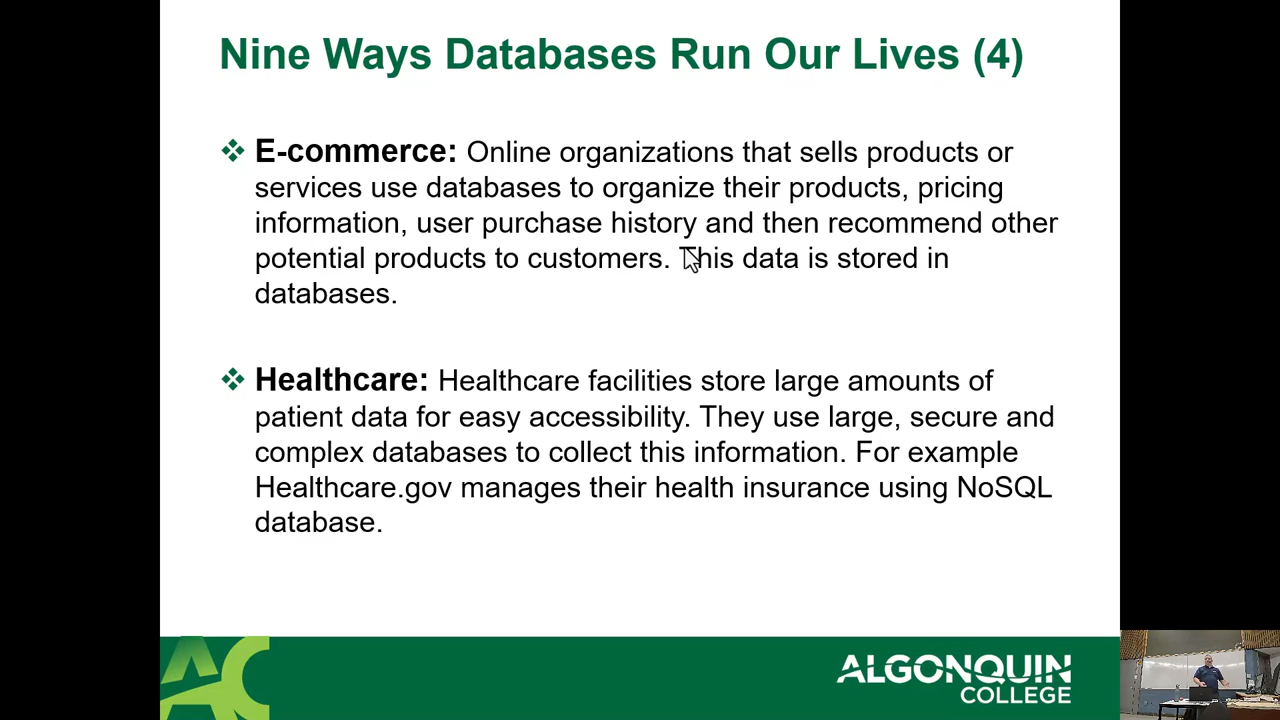 Nine Ways Databases Run Our Lives (4)
❖ E-commerce: Online organizations that sells products or
services use databases to organize their products, pricing
information, user purchase history and then recommend other
potential products to customers. This data is stored in
databases.
❖ Healthcare: Healthcare facilities store large amounts of
patient data for easy accessibility. They use large, secure and
complex databases to collect this information. For example
Healthcare.gov manages their health insurance using NoSQL
database.
AC
ALGONQUIN
COLLEGE